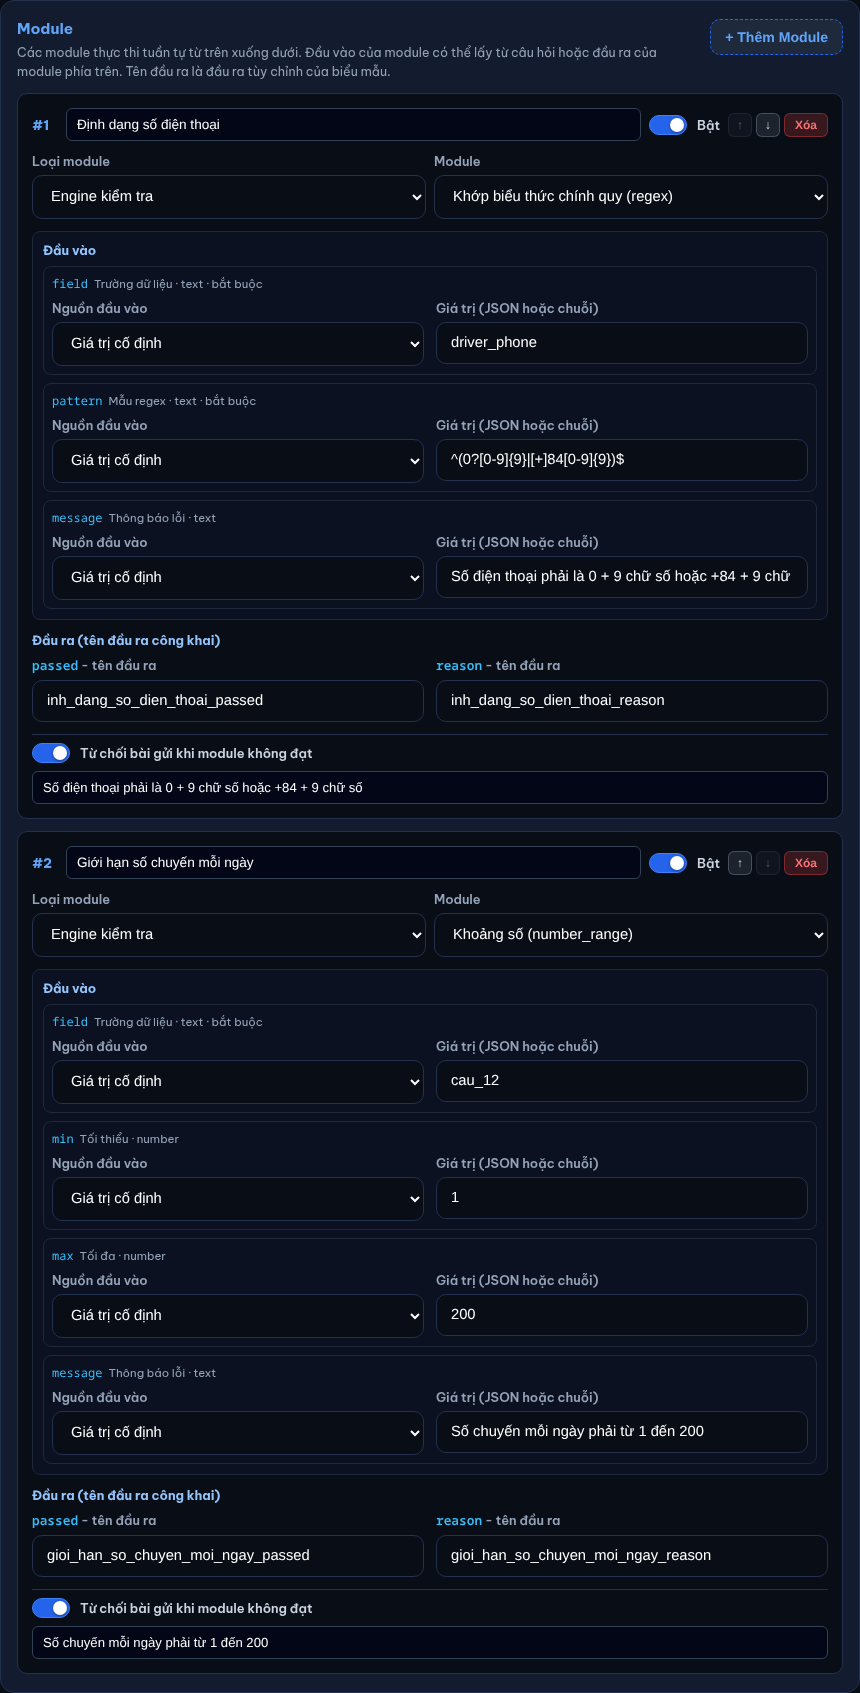 Module
Các module thực thi tuần tự từ trên xuống dưới. Đầu vào của module có thể lấy từ câu hỏi hoặc đầu ra của
module phía trên. Tên đầu ra là đầu ra tùy chỉnh của biểu mẫu.
+ Thêm Module
#1 Định dạng số điện thoại Bật ↑ ↓ Xóa
Loại module Module
Engine kiểm tra Khớp biểu thức chính quy (regex)
Đầu vào
field Trường dữ liệu · text · bắt buộc
Nguồn đầu vào Giá trị (JSON hoặc chuỗi)
Giá trị cố định driver_phone
pattern Mẫu regex · text · bắt buộc
Nguồn đầu vào Giá trị (JSON hoặc chuỗi)
Giá trị cố định ^(0?[0-9]{9}|[+]84[0-9]{9})$
message Thông báo lỗi · text
Nguồn đầu vào Giá trị (JSON hoặc chuỗi)
Giá trị cố định Số điện thoại phải là 0 + 9 chữ số hoặc +84 + 9 chữ
Đầu ra (tên đầu ra công khai)
passed - tên đầu ra reason - tên đầu ra
inh_dang_so_dien_thoai_passed inh_dang_so_dien_thoai_reason
Từ chối bài gửi khi module không đạt
Số điện thoại phải là 0 + 9 chữ số hoặc +84 + 9 chữ số
#2 Giới hạn số chuyến mỗi ngày Bật ↑ ↓ Xóa
Loại module Module
Engine kiểm tra Khoảng số (number_range)
Đầu vào
field Trường dữ liệu · text · bắt buộc
Nguồn đầu vào Giá trị (JSON hoặc chuỗi)
Giá trị cố định cau_12
min Tối thiểu · number
Nguồn đầu vào Giá trị (JSON hoặc chuỗi)
Giá trị cố định 1
max Tối đa · number
Nguồn đầu vào Giá trị (JSON hoặc chuỗi)
Giá trị cố định 200
message Thông báo lỗi · text
Nguồn đầu vào Giá trị (JSON hoặc chuỗi)
Giá trị cố định Số chuyến mỗi ngày phải từ 1 đến 200
Đầu ra (tên đầu ra công khai)
passed - tên đầu ra reason - tên đầu ra
gioi_han_so_chuyen_moi_ngay_passed gioi_han_so_chuyen_moi_ngay_reason
Từ chối bài gửi khi module không đạt
Số chuyến mỗi ngày phải từ 1 đến 200